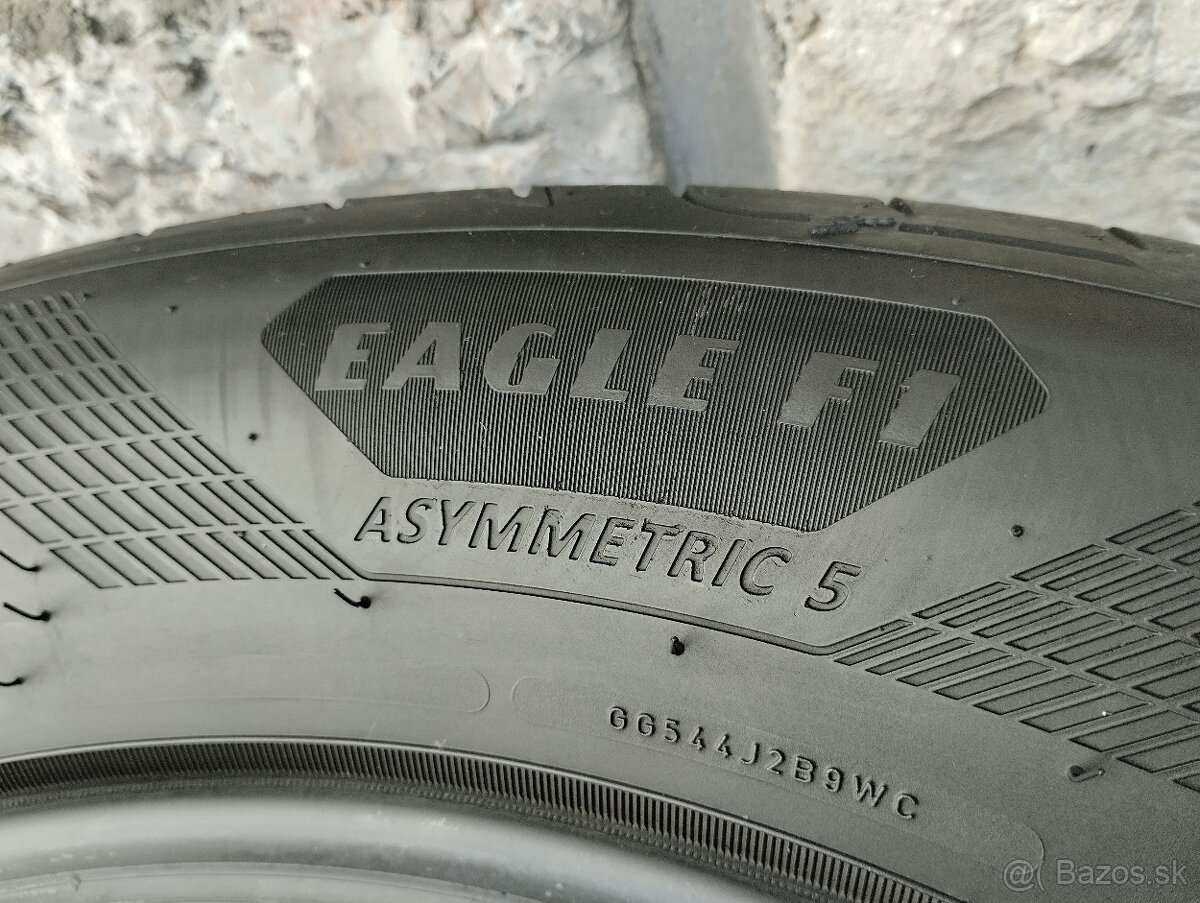 EAGLE F1
ASYMMETRIC 5
GG544J2B9WC
@ Bazos.sk